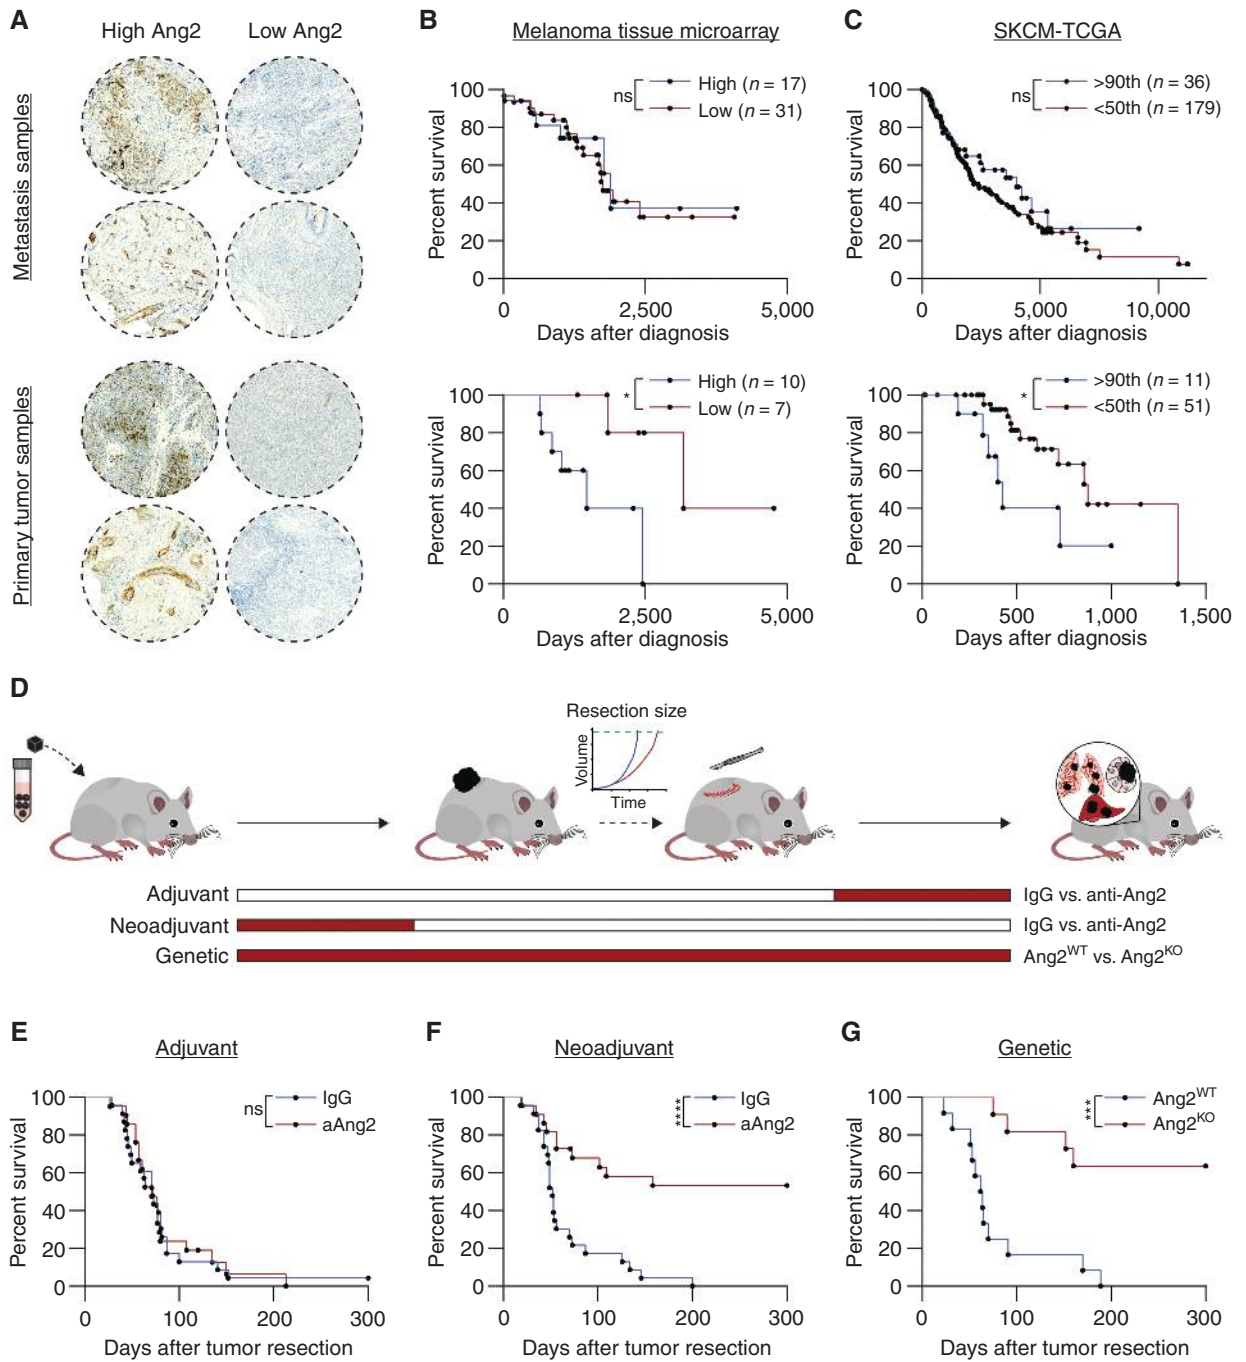 A
High Ang2
Low Ang2
Metastasis samples
Primary tumor samples
B
Melanoma tissue microarray
ns
High (n = 17)
Low (n = 31)
Percent survival
100
80
60
40
20
0
0
2,500
5,000
Days after diagnosis
*
High (n = 10)
Low (n = 7)
Percent survival
100
80
60
40
20
0
0
2,500
5,000
Days after diagnosis
C
SKCM-TCGA
ns
>90th (n = 36)
<50th (n = 179)
Percent survival
100
80
60
40
20
0
0
5,000
10,000
Days after diagnosis
*
>90th (n = 11)
<50th (n = 51)
Percent survival
100
80
60
40
20
0
0
500
1,000
1,500
Days after diagnosis
D
Resection size
Volume
Time
Adjuvant
IgG vs. anti-Ang2
Neoadjuvant
IgG vs. anti-Ang2
Genetic
Ang2WT vs. Ang2KO
E
Adjuvant
ns
IgG
aAng2
Percent survival
100
80
60
40
20
0
0
100
200
300
Days after tumor resection
F
Neoadjuvant
****
IgG
aAng2
Percent survival
100
80
60
40
20
0
0
100
200
300
Days after tumor resection
G
Genetic
***
Ang2WT
Ang2KO
Percent survival
100
80
60
40
20
0
0
100
200
300
Days after tumor resection